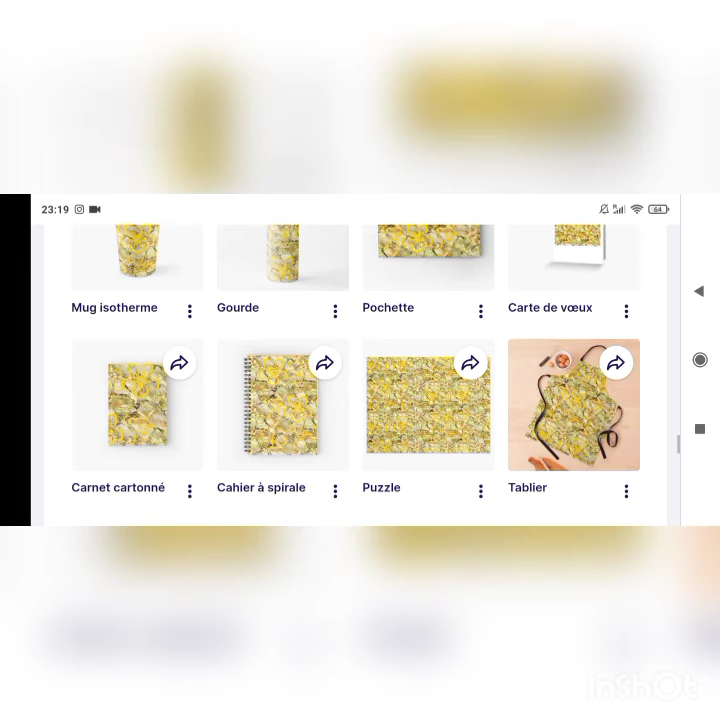 23:19
64
Mug isotherme
Gourde
Pochette
Carte de vœux
Carnet cartonné
Cahier à spirale
Puzzle
Tablier
InShOt